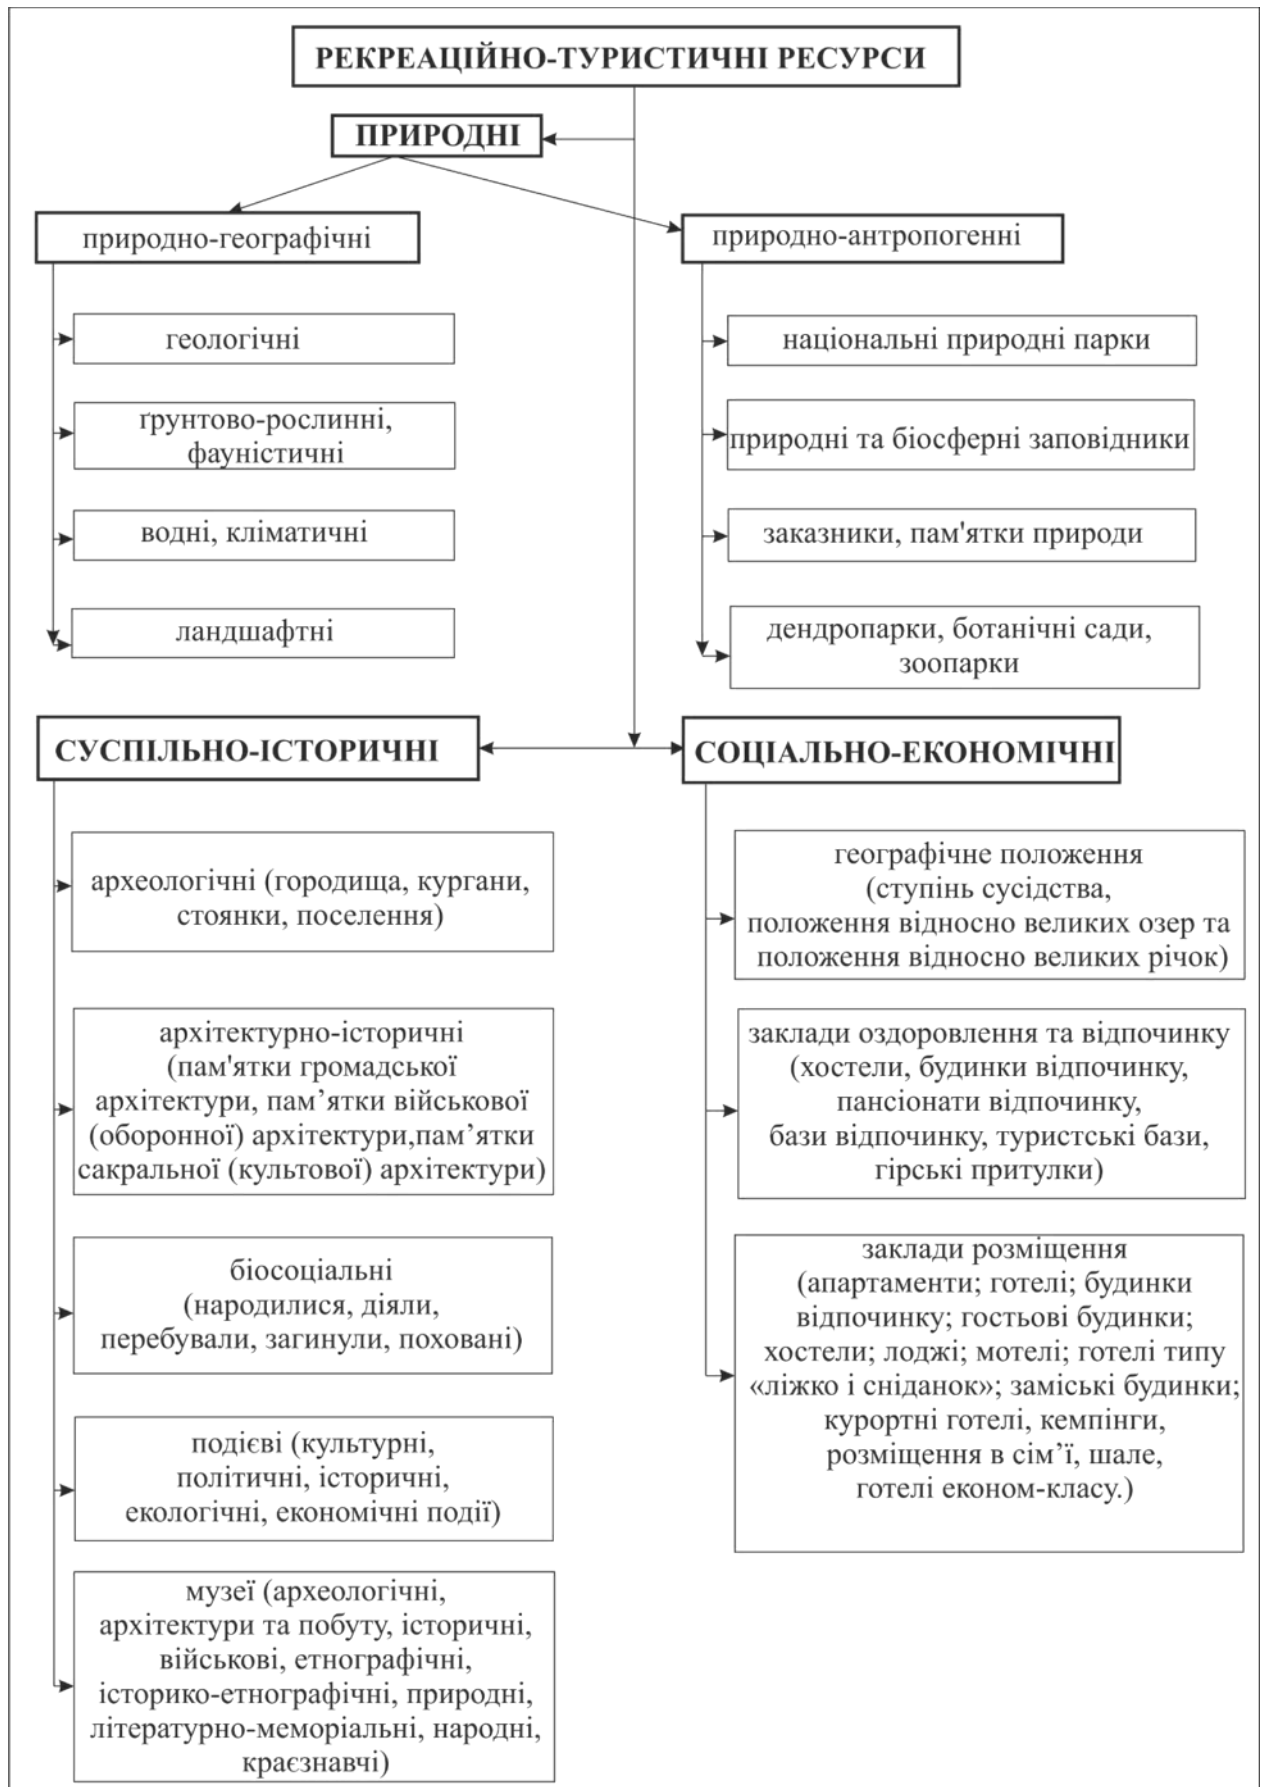 РЕКРЕАЦІЙНО-ТУРИСТИЧНІ РЕСУРСИ
ПРИРОДНІ
природно-географічні
геологічні
ґрунтово-рослинні,
фауністичні
водні, кліматичні
ландшафтні
природно-антропогенні
національні природні парки
природні та біосферні заповідники
заказники, пам'ятки природи
дендропарки, ботанічні сади,
зоопарки
СУСПІЛЬНО-ІСТОРИЧНІ
археологічні (городища, кургани,
стоянки, поселення)
архітектурно-історичні
(пам'ятки громадської
архітектури, пам’ятки військової
(оборонної) архітектури,пам’ятки
сакральної (культової) архітектури)
біосоціальні
(народилися, діяли,
перебували, загинули, поховані)
подієві (культурні,
політичні, історичні,
екологічні, економічні події)
музеї (археологічні,
архітектури та побуту, історичні,
військові, етнографічні,
історико-етнографічні, природні,
літературно-меморіальні, народні,
краєзнавчі)
СОЦІАЛЬНО-ЕКОНОМІЧНІ
географічне положення
(ступінь сусідства,
положення відносно великих озер та
положення відносно великих річок)
заклади оздоровлення та відпочинку
(хостели, будинки відпочинку,
пансіонати відпочинку,
бази відпочинку, туристські бази,
гірські притулки)
заклади розміщення
(апартаменти; готелі; будинки
відпочинку; гостьові будинки;
хостели; лоджі; мотелі; готелі типу
«ліжко і сніданок»; заміські будинки;
курортні готелі, кемпінги,
розміщення в сім’ї, шале,
готелі економ-класу.)